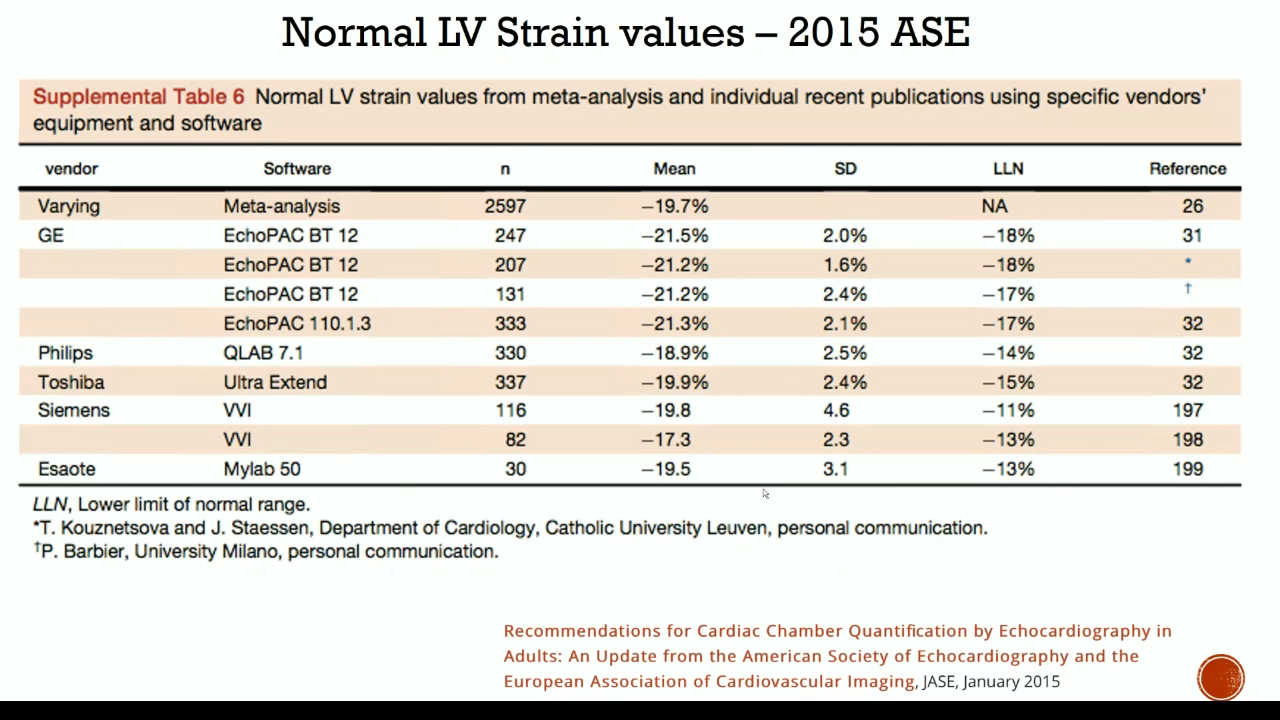 Normal LV Strain values – 2015 ASE
Supplemental Table 6 Normal LV strain values from meta-analysis and individual recent publications using specific vendors’
equipment and software
vendor Software n Mean SD LLN Reference
Varying Meta-analysis 2597 −19.7% NA 26
GE EchoPAC BT 12 247 −21.5% 2.0% −18% 31
EchoPAC BT 12 207 −21.2% 1.6% −18% *
EchoPAC BT 12 131 −21.2% 2.4% −17% †
EchoPAC 110.1.3 333 −21.3% 2.1% −17% 32
Philips QLAB 7.1 330 −18.9% 2.5% −14% 32
Toshiba Ultra Extend 337 −19.9% 2.4% −15% 32
Siemens VVI 116 −19.8 4.6 −11% 197
VVI 82 −17.3 2.3 −13% 198
Esaote Mylab 50 30 −19.5 3.1 −13% 199
LLN, Lower limit of normal range.
*T. Kouznetsova and J. Staessen, Department of Cardiology, Catholic University Leuven, personal communication.
†P. Barbier, University Milano, personal communication.
Recommendations for Cardiac Chamber Quantification by Echocardiography in
Adults: An Update from the American Society of Echocardiography and the
European Association of Cardiovascular Imaging, JASE, January 2015